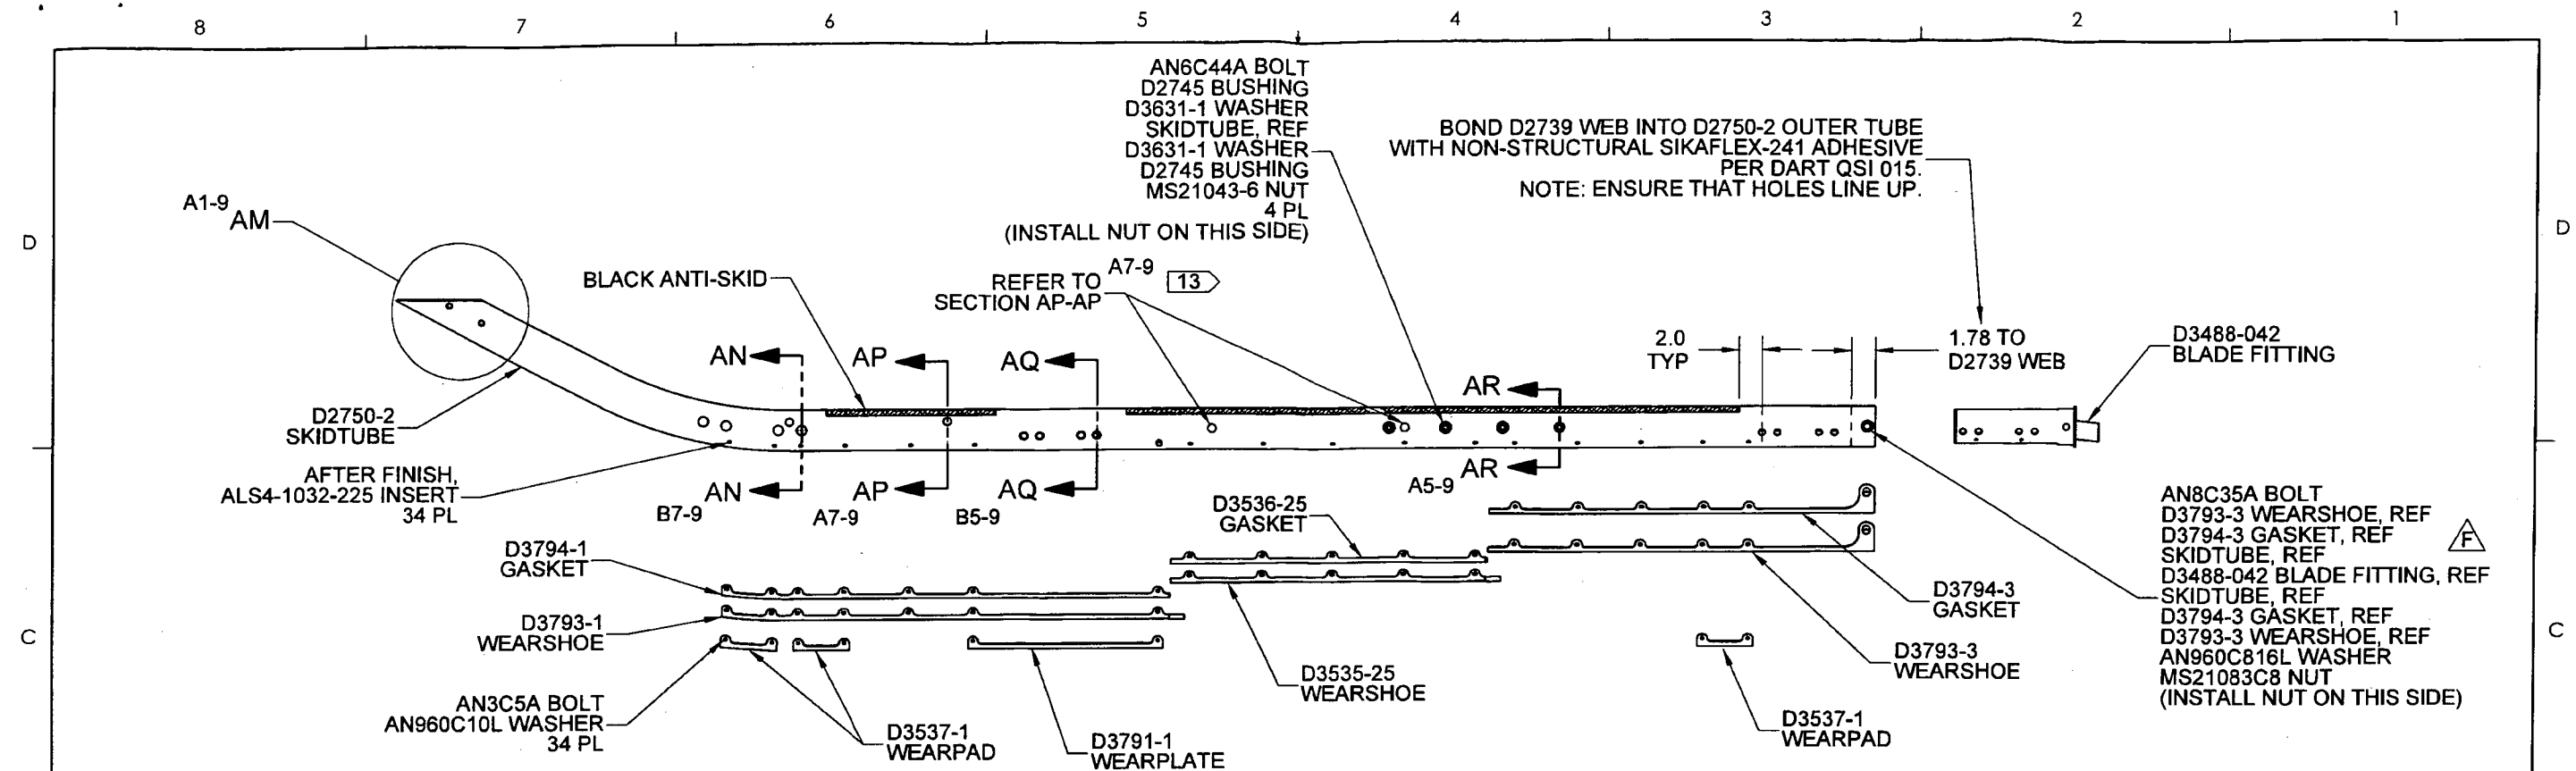 8 7 6 5 4 3 2 1
AN6C44A BOLT
D2745 BUSHING
D3631-1 WASHER
SKIDTUBE, REF
D3631-1 WASHER
D2745 BUSHING
MS21043-6 NUT
4 PL
(INSTALL NUT ON THIS SIDE)
BOND D2739 WEB INTO D2750-2 OUTER TUBE
WITH NON-STRUCTURAL SIKAFLEX-241 ADHESIVE
PER DART QSI 015.
NOTE: ENSURE THAT HOLES LINE UP.
A1-9
AM
D
D
BLACK ANTI-SKID
REFER TO
SECTION AP-AP
A7-9
13
2.0
TYP
1.78 TO
D2739 WEB
D3488-042
BLADE FITTING
AN
AP
AQ
AR
D2750-2
SKIDTUBE
AFTER FINISH,
ALS4-1032-225 INSERT
34 PL
AN
AP
AQ
AR
B7-9
A7-9
B5-9
A5-9
D3536-25
GASKET
D3794-1
GASKET
D3793-1
WEARSHOE
AN3C5A BOLT
AN960C10L WASHER
34 PL
D3537-1
WEARPAD
D3791-1
WEARPLATE
D3535-25
WEARSHOE
D3794-3
GASKET
D3793-3
WEARSHOE
D3537-1
WEARPAD
AN8C35A BOLT
D3793-3 WEARSHOE, REF
D3794-3 GASKET, REF
SKIDTUBE, REF
D3488-042 BLADE FITTING, REF
SKIDTUBE, REF
D3794-3 GASKET, REF
D3793-3 WEARSHOE, REF
AN960C816L WASHER
MS21083C8 NUT
(INSTALL NUT ON THIS SIDE)
F
C
C